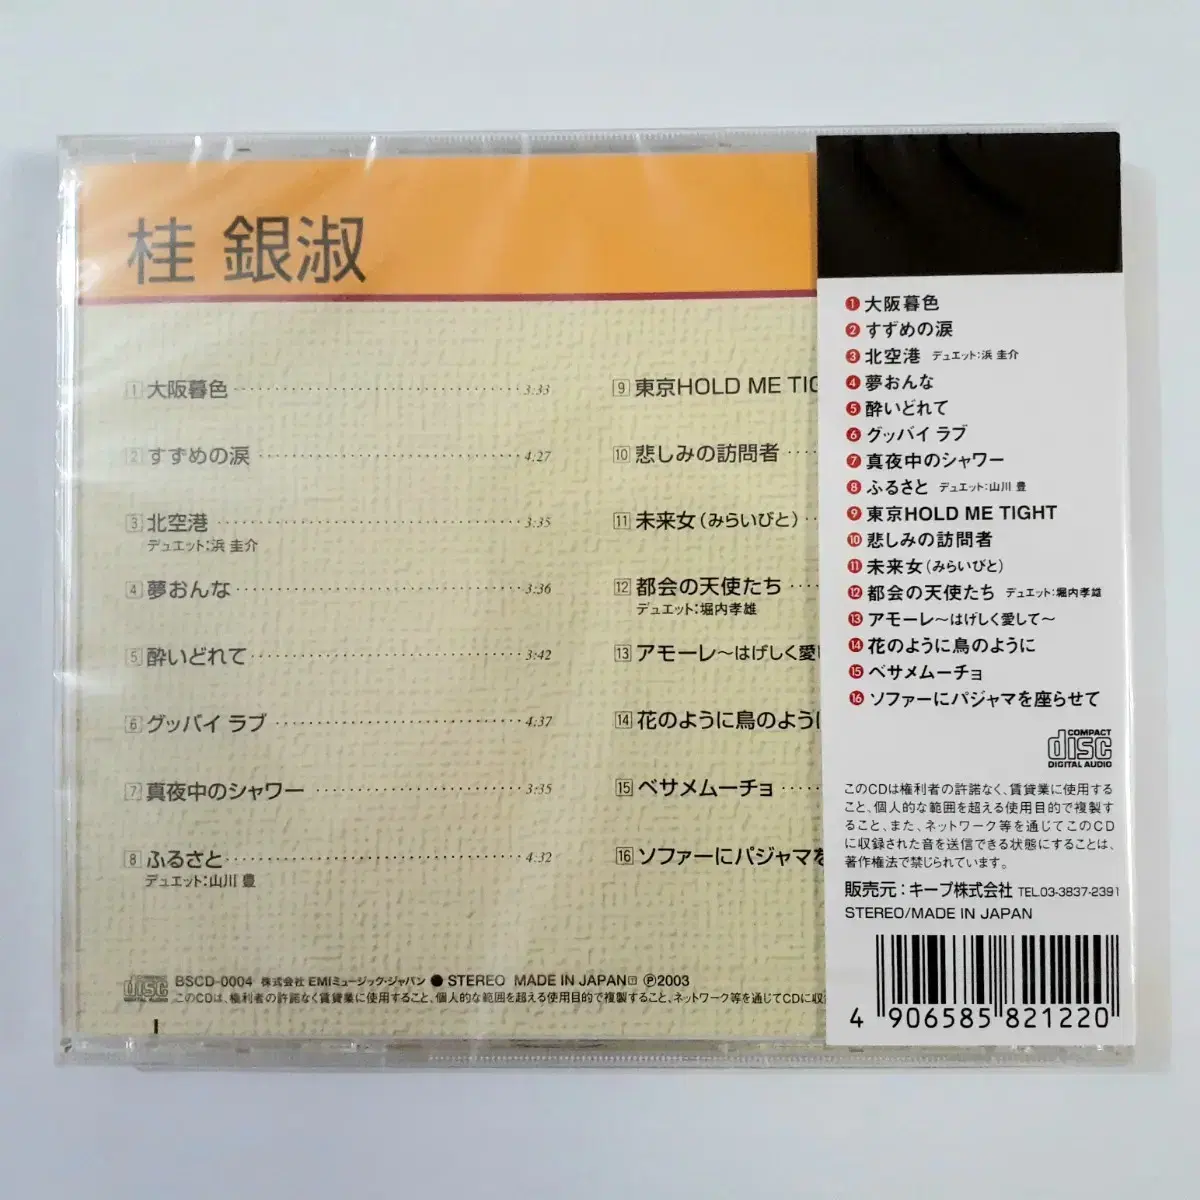 桂 銀淑
1 大阪暮色 3:33
2 すずめの涙 4:27
3 北空港 3:35
デュエット:浜 圭介
4 夢おんな 3:36
5 酔いどれて 3:42
6 グッバイ ラブ 4:37
7 真夜中のシャワー 3:35
8 ふるさと 4:32
デュエット:山川 豊
9 東京HOLD ME TIG
10 悲しみの訪問者
11 未来女(みらいびと)
12 都会の天使たち
デュエット:堀内孝雄
13 アモーレ〜はげしく愛し
14 花のように鳥のように
15 ベサメムーチョ
16 ソファーにパジャマを
COMPACT disc DIGITAL AUDIO
BSCD-0004 株式会社 EMIミュージック・ジャパン ● STEREO MADE IN JAPAN ℗2003
このCDは、権利者の許諾なく賃貸業に使用すること、個人的な範囲を超える使用目的で複製すること、ネットワーク等を通じてCDに収
1 大阪暮色
2 すずめの涙
3 北空港 デュエット:浜 圭介
4 夢おんな
5 酔いどれて
6 グッバイ ラブ
7 真夜中のシャワー
8 ふるさと デュエット:山川 豊
9 東京HOLD ME TIGHT
10 悲しみの訪問者
11 未来女(みらいびと)
12 都会の天使たち デュエット:堀内孝雄
13 アモーレ〜はげしく愛して〜
14 花のように鳥のように
15 ベサメムーチョ
16 ソファーにパジャマを座らせて
COMPACT
disc
DIGITAL AUDIO
このCDは権利者の許諾なく、賃貸業に使用する
こと、個人的な範囲を超える使用目的で複製す
ること、また、ネットワーク等を通じてこのCD
に収録された音を送信できる状態にすることは、
著作権法で禁じられています。
販売元:キープ株式会社 TEL.03-3837-2391
STEREO/MADE IN JAPAN
4 906585 821220